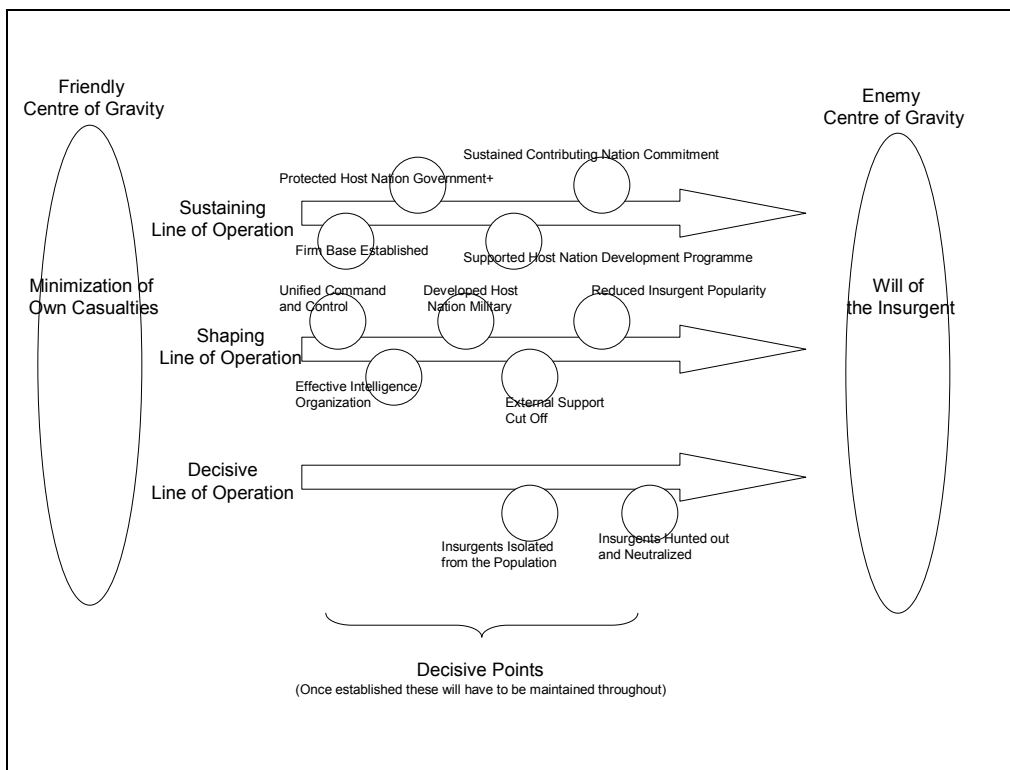 Friendly
Centre of Gravity
Enemy
Centre of Gravity
Sustained Contributing Nation Commitment
Protected Host Nation Government+
Sustaining
Line of Operation
Firm Base Established
Supported Host Nation Development Programme
Minimization of
Own Casualties
Unified Command
and Control
Developed Host
Nation Military
Reduced Insurgent Popularity
Will of
the Insurgent
Shaping
Line of Operation
Effective Intelligence
Organization
External Support
Cut Off
Decisive
Line of Operation
Insurgents Isolated
from the Population
Insurgents Hunted out
and Neutralized
Decisive Points
(Once established these will have to be maintained throughout)